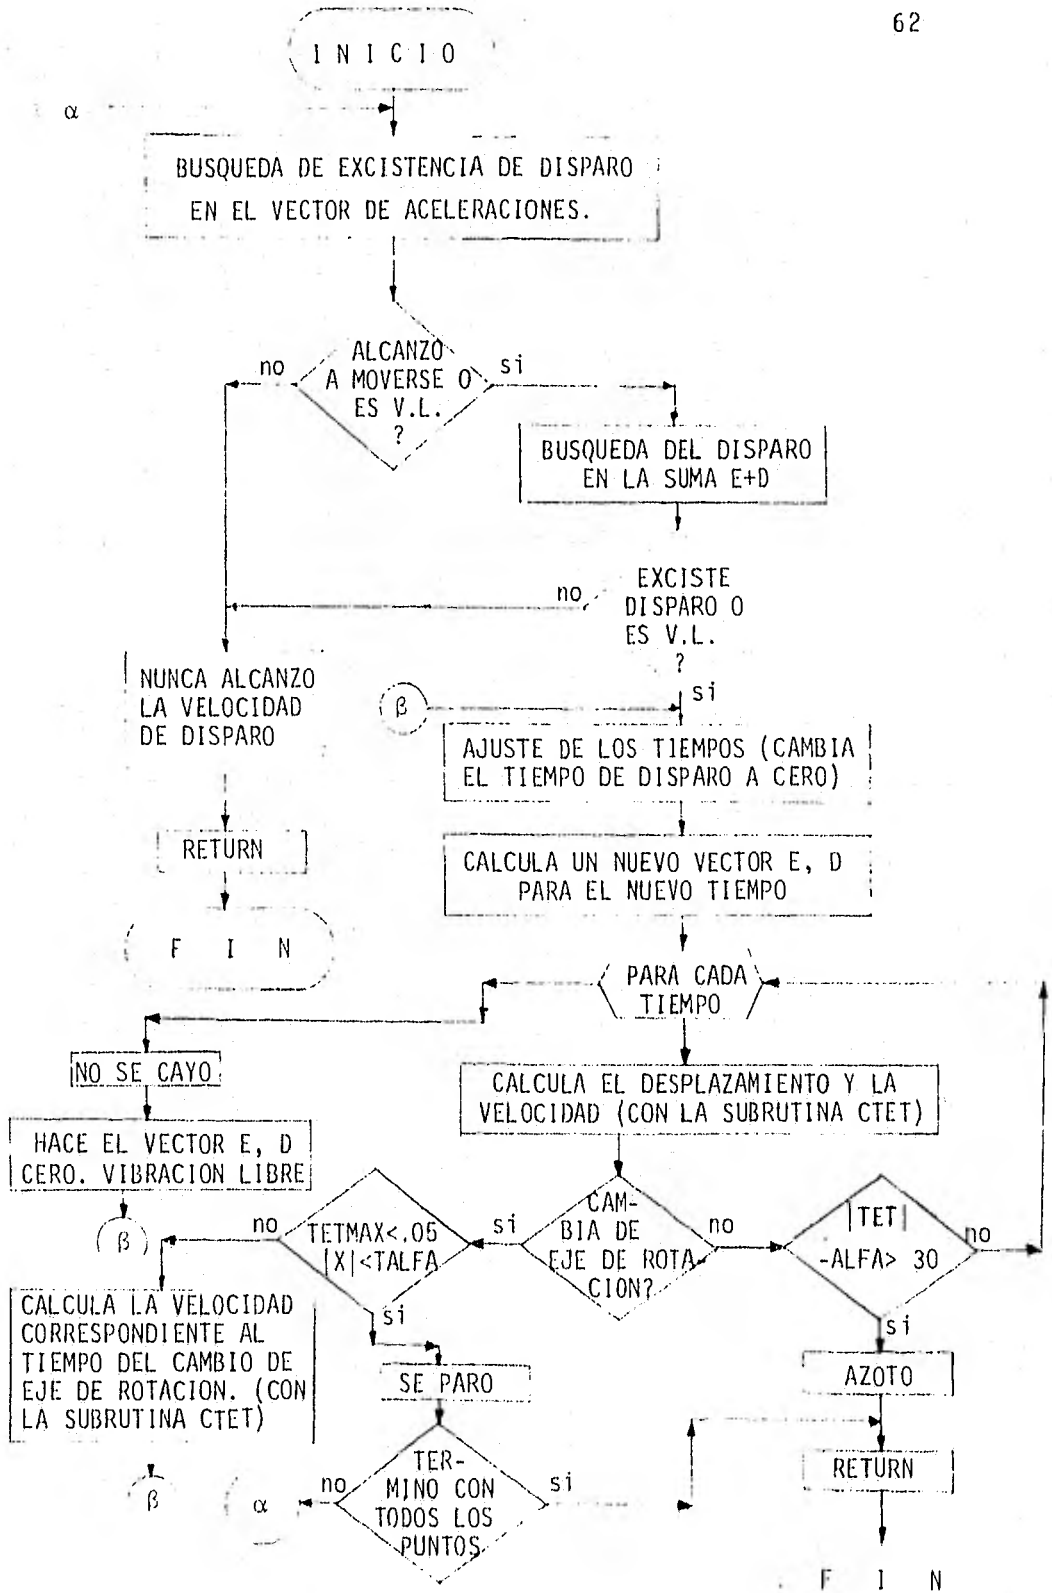 62
I N I C I O
α
BUSQUEDA DE EXCISTENCIA DE DISPARO
EN EL VECTOR DE ACELERACIONES.
ALCANZO
A MOVERSE O
ES V.L.
?
no
si
BUSQUEDA DEL DISPARO
EN LA SUMA E+D
EXCISTE
DISPARO O
ES V.L.
?
no
si
NUNCA ALCANZO
LA VELOCIDAD
DE DISPARO
β
AJUSTE DE LOS TIEMPOS (CAMBIA
EL TIEMPO DE DISPARO A CERO)
RETURN
CALCULA UN NUEVO VECTOR E, D
PARA EL NUEVO TIEMPO
F I N
PARA CADA
TIEMPO
NO SE CAYO
CALCULA EL DESPLAZAMIENTO Y LA
VELOCIDAD (CON LA SUBRUTINA CTET)
HACE EL VECTOR E, D
CERO. VIBRACION LIBRE
β
no
TETMAX<.05
|X|<TALFA
si
si
CAM-
BIA DE
EJE DE ROTA
CION?
no
|TET|
-ALFA> 30
no
si
CALCULA LA VELOCIDAD
CORRESPONDIENTE AL
TIEMPO DEL CAMBIO DE
EJE DE ROTACION. (CON
LA SUBRUTINA CTET)
SE PARO
AZOTO
β
α
no
TER-
MINO CON
TODOS LOS
PUNTOS
si
RETURN
F I N